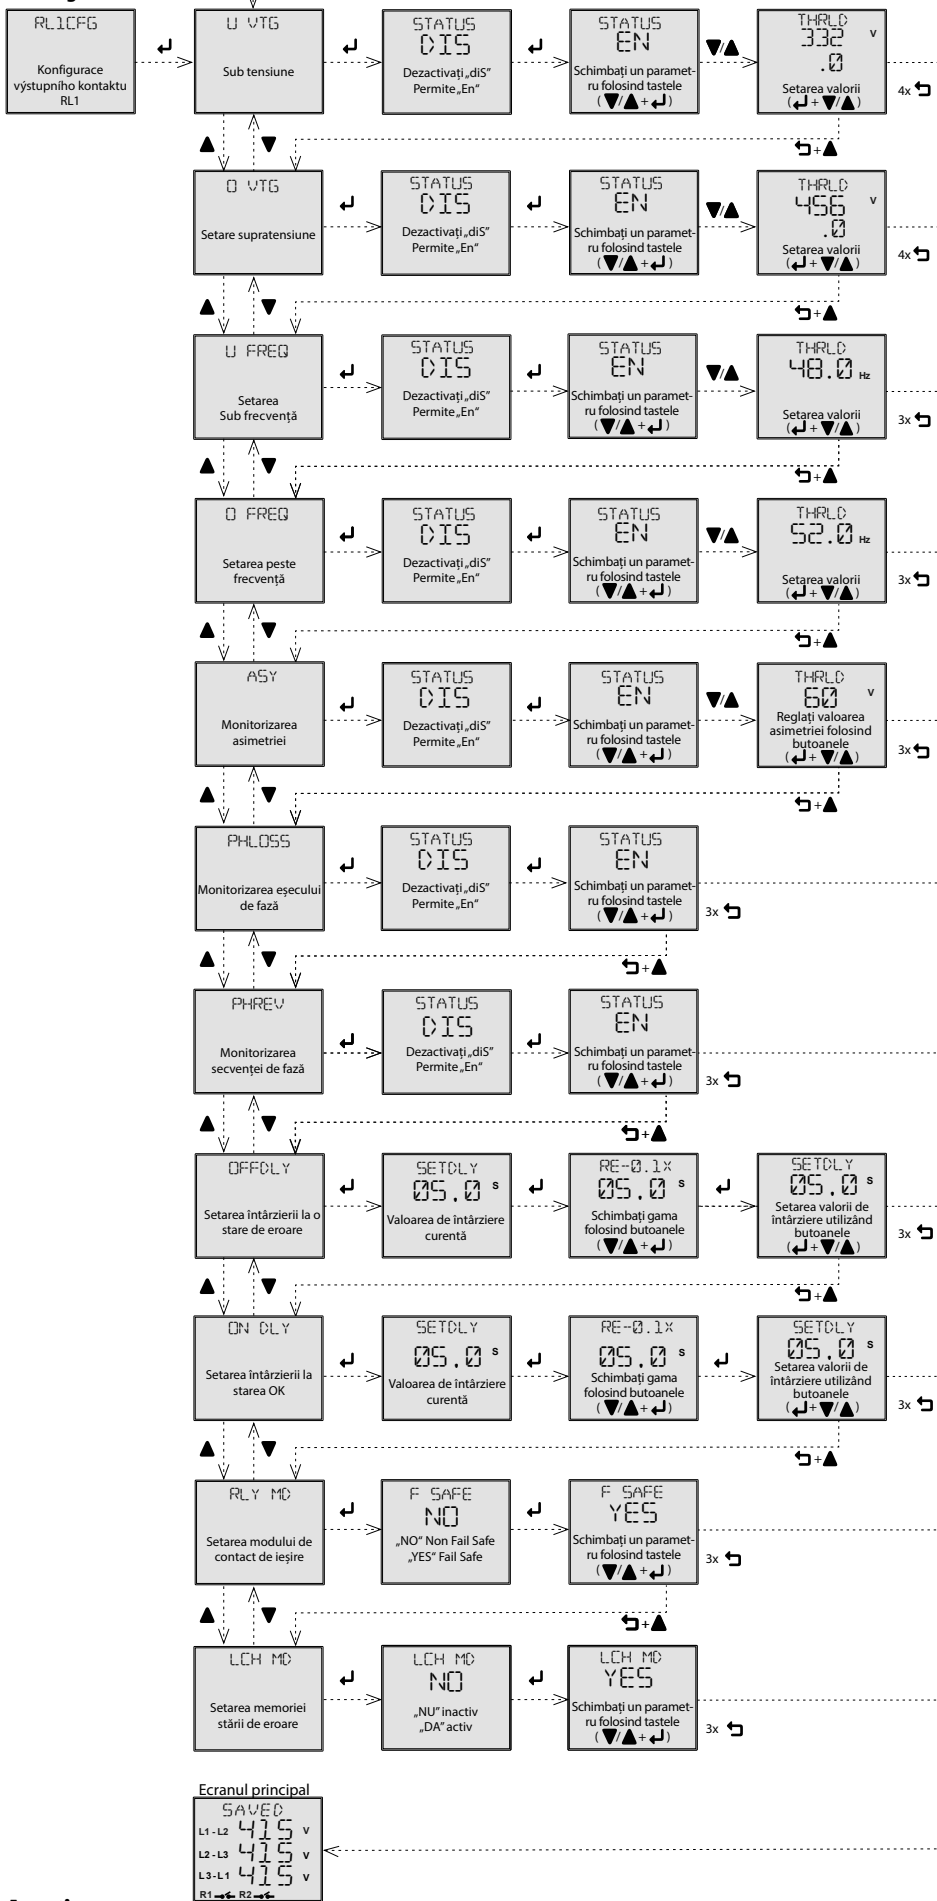 RL1CFG
Konfigurace
výstupního kontaktu
RL1
U VTG
Sub tensiune
STATUS
DIS
Dezactivați „diS"
Permite „En"
STATUS
EN
Schimbați un paramet-
ru folosind tastele
( ▼/▲ + ↵ )
▼/▲
THRLD
332 V
.0
Setarea valorii
( ↵ + ▼/▲ )
4x
+▲
O VTG
Setare supratensiune
STATUS
DIS
Dezactivați „diS"
Permite „En"
STATUS
EN
Schimbați un paramet-
ru folosind tastele
( ▼/▲ + ↵ )
▼/▲
THRLD
456 V
.0
Setarea valorii
( ↵ + ▼/▲ )
4x
+▲
U FREQ
Setarea
Sub frecvență
STATUS
DIS
Dezactivați „diS"
Permite „En"
STATUS
EN
Schimbați un paramet-
ru folosind tastele
( ▼/▲ + ↵ )
▼/▲
THRLD
48.0 Hz
Setarea valorii
( ↵ + ▼/▲ )
3x
+▲
O FREQ
Setarea peste
frecvență
STATUS
DIS
Dezactivați „diS"
Permite „En"
STATUS
EN
Schimbați un paramet-
ru folosind tastele
( ▼/▲ + ↵ )
▼/▲
THRLD
52.0 Hz
Setarea valorii
( ↵ + ▼/▲ )
3x
+▲
ASY
Monitorizarea
asimetriei
STATUS
DIS
Dezactivați „diS"
Permite „En"
STATUS
EN
Schimbați un paramet-
ru folosind tastele
( ▼/▲ + ↵ )
▼/▲
THRLD
60 V
Reglați valoarea
asimetriei folosind
butoanele
( ↵ + ▼/▲ )
3x
+▲
PHLOSS
Monitorizarea eșecului
de fază
STATUS
DIS
Dezactivați „diS"
Permite „En"
STATUS
EN
Schimbați un paramet-
ru folosind tastele
( ▼/▲ + ↵ )
3x
+▲
PHREV
Monitorizarea
secvenței de fază
STATUS
DIS
Dezactivați „diS"
Permite „En"
STATUS
EN
Schimbați un paramet-
ru folosind tastele
( ▼/▲ + ↵ )
3x
+▲
OFFDLY
Setarea întârzierii la o
stare de eroare
SETDLY
05.0 s
Valoarea de întârziere
curentă
RE-0.1X
05.0 s
Schimbați gama
folosind butoanele
( ▼/▲ + ↵ )
SETDLY
05.0 s
Setarea valorii de
întârziere utilizând
butoanele
( ↵ + ▼/▲ )
3x
+▲
ON DLY
Setarea întârzierii la
starea OK
SETDLY
05.0 s
Valoarea de întârziere
curentă
RE-0.1X
05.0 s
Schimbați gama
folosind butoanele
( ▼/▲ + ↵ )
SETDLY
05.0 s
Setarea valorii de
întârziere utilizând
butoanele
( ↵ + ▼/▲ )
3x
+▲
RLY MD
Setarea modului de
contact de ieșire
F SAFE
NO
„NO" Non Fail Safe
„YES" Fail Safe
F SAFE
YES
Schimbați un paramet-
ru folosind tastele
( ▼/▲ + ↵ )
3x
+▲
LCH MD
Setarea memoriei
stării de eroare
LCH MD
NO
„NU" inactiv
„DA" activ
LCH MD
YES
Schimbați un paramet-
ru folosind tastele
( ▼/▲ + ↵ )
3x
Ecranul principal
SAVED
L1-L2 415 V
L2-L3 415 V
L3-L1 415 V
R1 R2